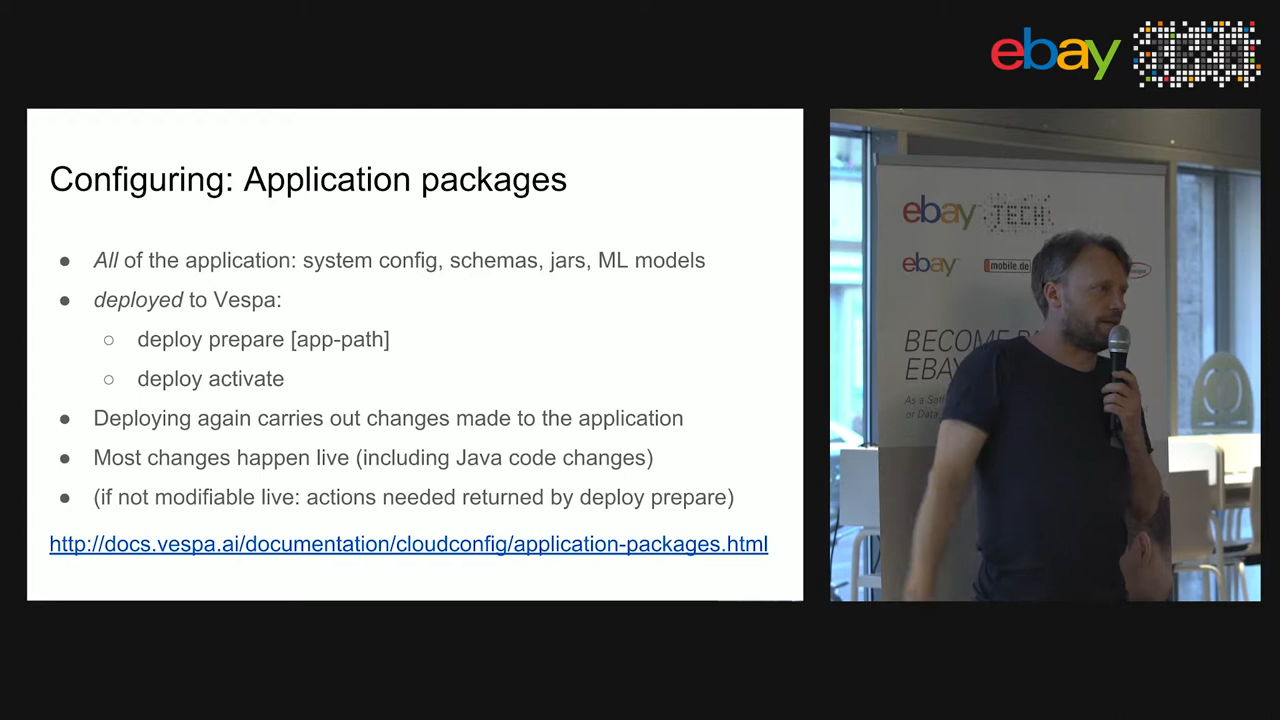 ebay
Configuring: Application packages
● All of the application: system config, schemas, jars, ML models
● deployed to Vespa:
○ deploy prepare [app-path]
○ deploy activate
● Deploying again carries out changes made to the application
● Most changes happen live (including Java code changes)
● (if not modifiable live: actions needed returned by deploy prepare)
http://docs.vespa.ai/documentation/cloudconfig/application-packages.html
ebay TECH
ebay mobile.de
BECOME
EBAY
As a
or Data